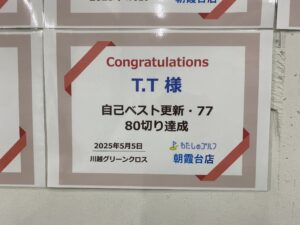 Congratulations
T.T 様
自己ベスト更新・77
80切り達成
2025年5月5日
川越グリーンクロス
わたしのゴルフ
朝霞台店